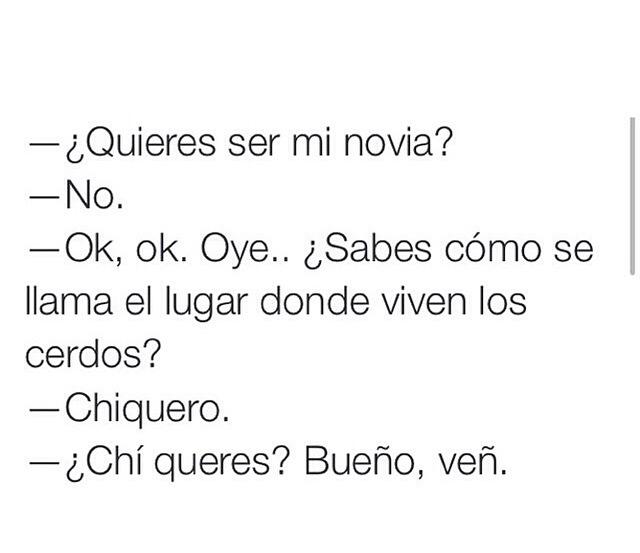 —¿Quieres ser mi novia?
—No.
—Ok, ok. Oye.. ¿Sabes cómo se
llama el lugar donde viven los
cerdos?
—Chiquero.
—¿Chí queres? Bueño, veñ.